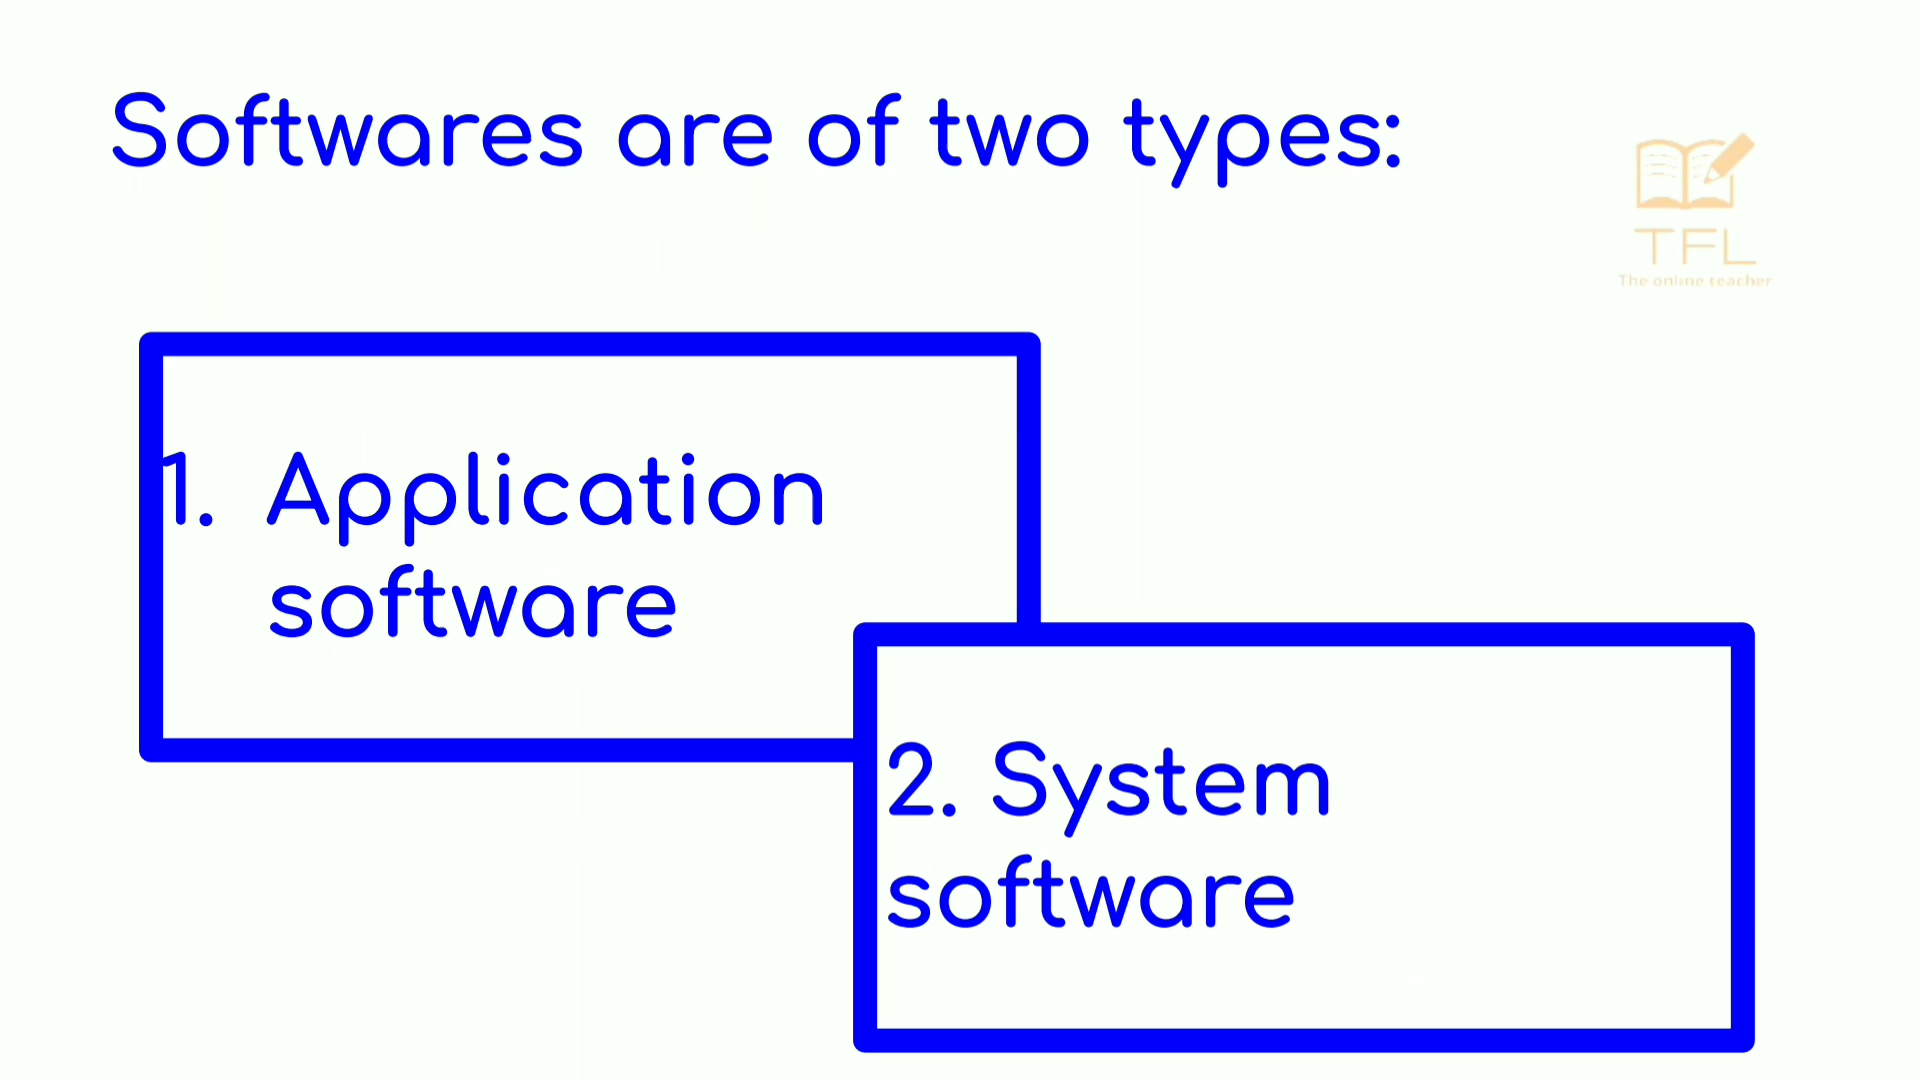 Softwares are of two types:
TFL
The online teacher
1. Application
software
2. System
software